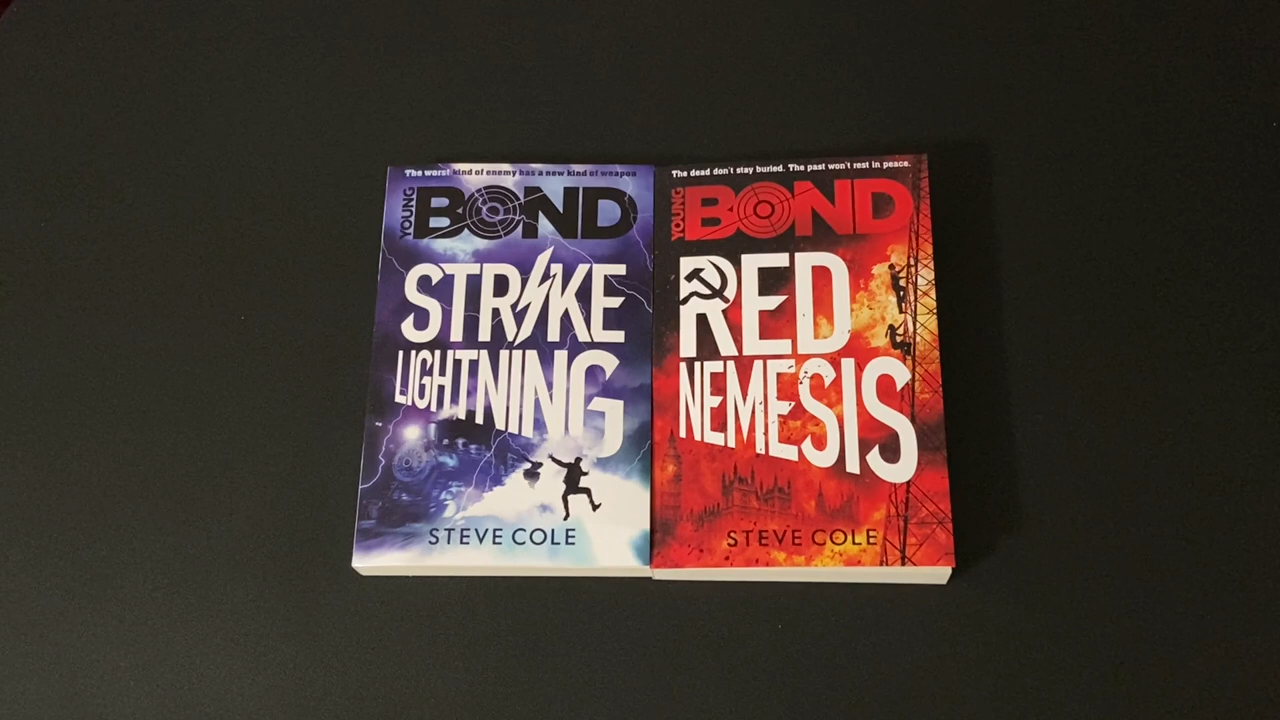 The worst kind of enemy has a new kind of weapon
YOUNG
BOND
STRIKE
LIGHTNING
STEVE COLE
The dead don't stay buried. The past won't rest in peace.
YOUNG
BOND
RED
NEMESIS
STEVE COLE